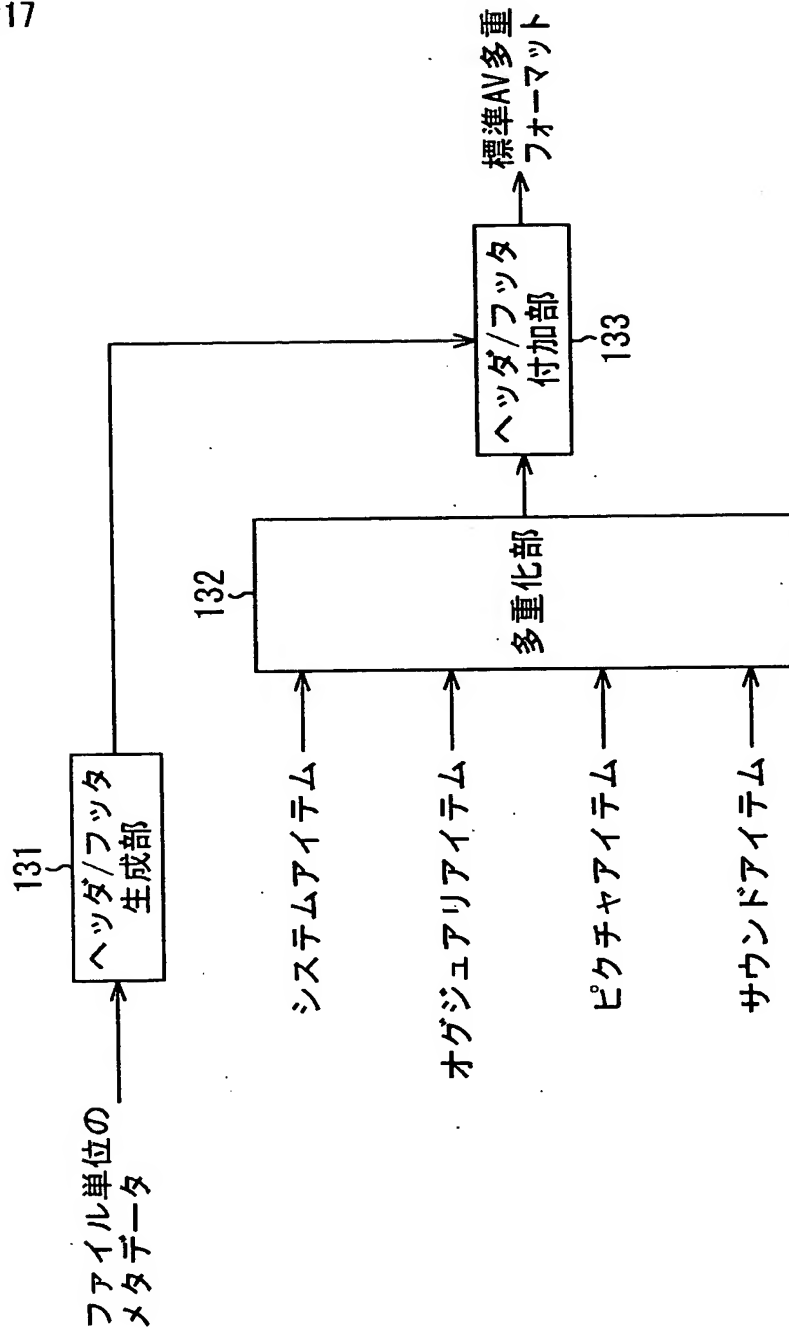 17
ファイル単位の
メタデータ
131
ヘッダ/フッタ
生成部
システムアイテム
オグジュアリアイテム
ピクチャアイテム
サウンドアイテム
132
多重化部
ヘッダ/フッタ
付加部
133
標準AV多重
フォーマット